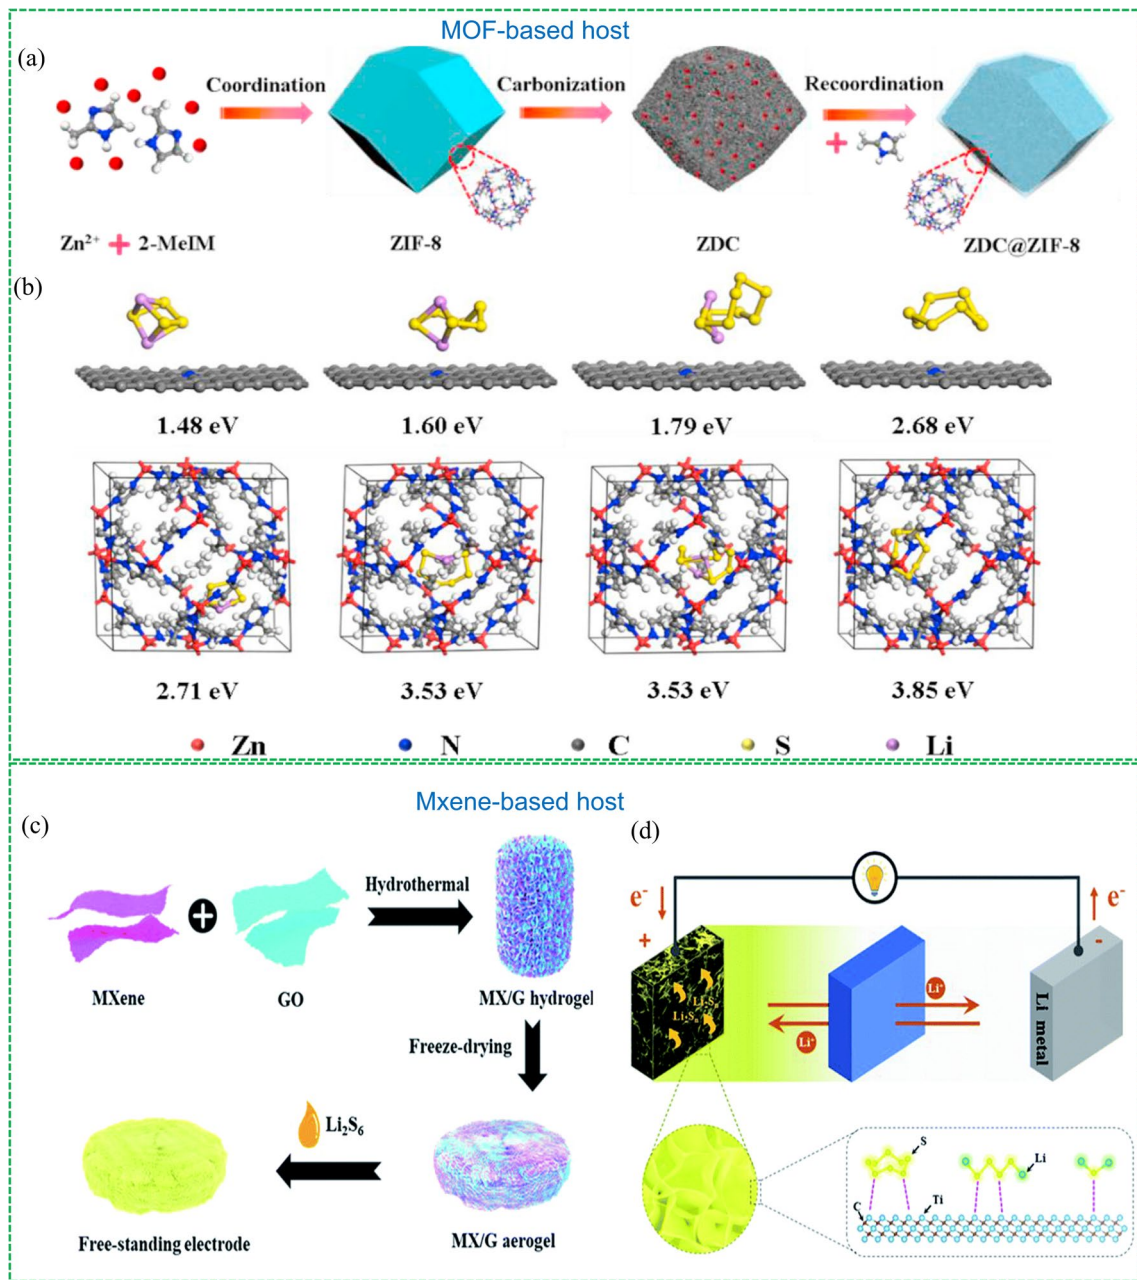 MOF-based host
(a)
Coordination
Carbonization
Recoordination
Zn²⁺ + 2-MeIM
ZIF-8
ZDC
ZDC@ZIF-8
(b)
1.48 eV
1.60 eV
1.79 eV
2.68 eV
2.71 eV
3.53 eV
3.53 eV
3.85 eV
Zn
N
C
S
Li
Mxene-based host
(c)
MXene
+
GO
Hydrothermal
MX/G hydrogel
Freeze-drying
MX/G aerogel
Li₂S₆
Free-standing electrode
(d)
e⁻
e⁻
+
-
Li⁺
Li⁺
Li metal
S
Li
C
Ti